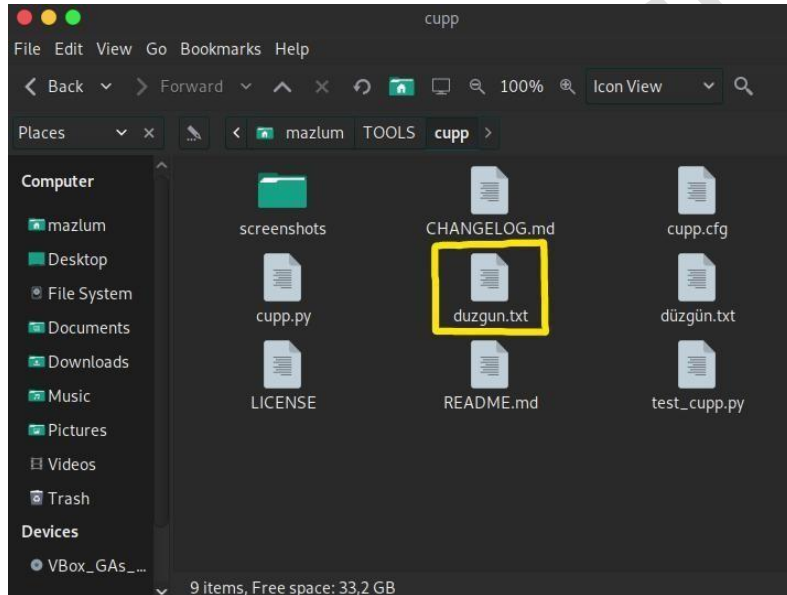 cupp
File Edit View Go Bookmarks Help
Back Forward 100% Icon View
Places mazlum TOOLS cupp
Computer
mazlum
Desktop
File System
Documents
Downloads
Music
Pictures
Videos
Trash
Devices
VBox_GAs_...
screenshots CHANGELOG.md cupp.cfg
cupp.py duzgun.txt düzgün.txt
LICENSE README.md test_cupp.py
9 items, Free space: 33,2 GB